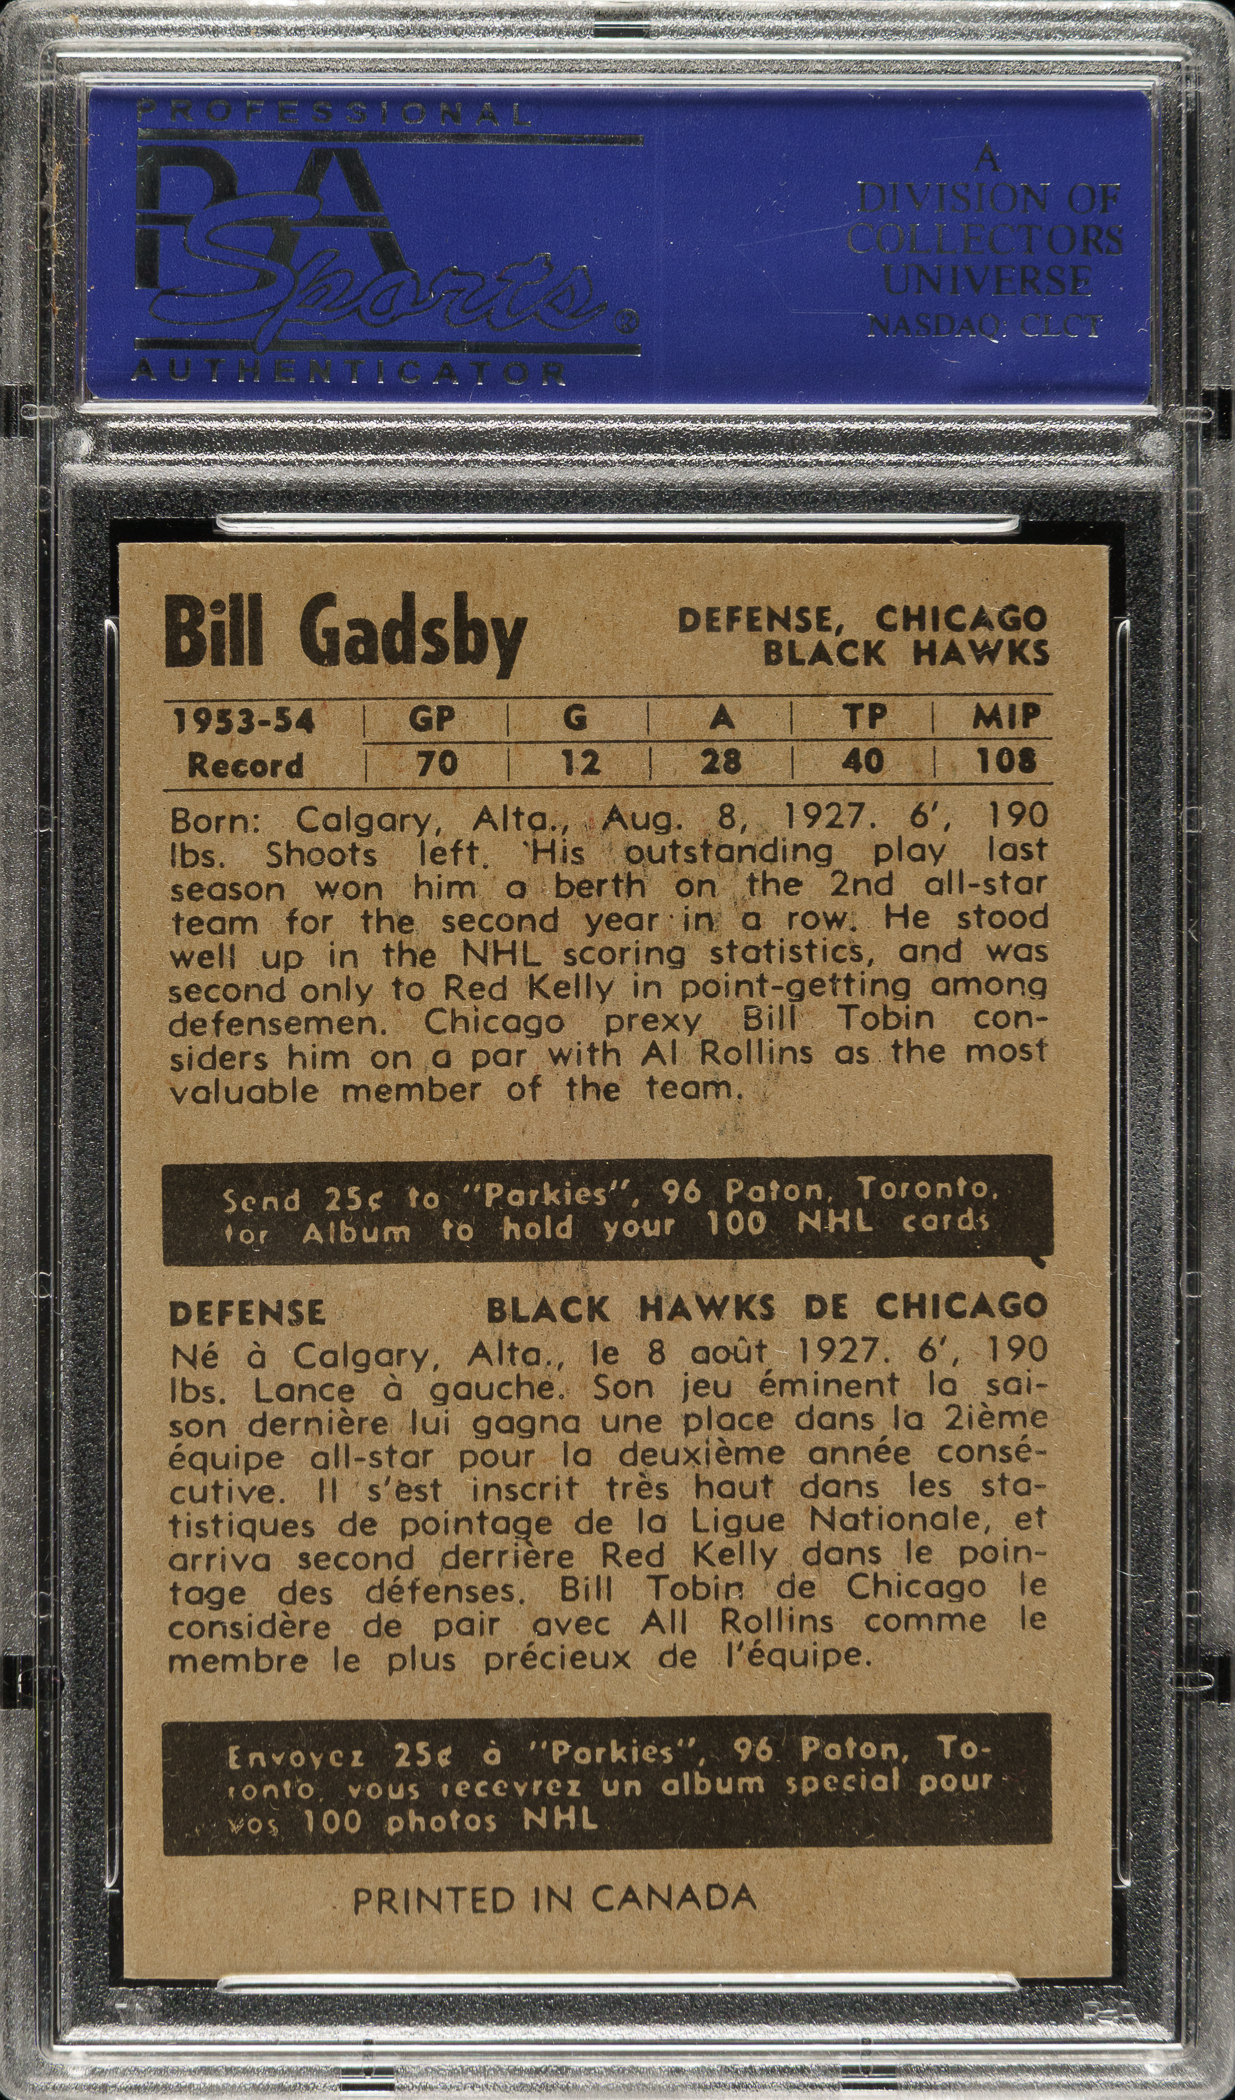 PROFESSIONAL
PSA
Sports ®
AUTHENTICATOR
A
DIVISION OF
COLLECTORS
UNIVERSE
NASDAQ: CLCT
Bill Gadsby
DEFENSE, CHICAGO
BLACK HAWKS
1953-54 | GP | G | A | TP | MIP
Record | 70 | 12 | 28 | 40 | 108
Born: Calgary, Alta., Aug. 8, 1927. 6', 190
lbs. Shoots left. His outstanding play last
season won him a berth on the 2nd all-star
team for the second year in a row. He stood
well up in the NHL scoring statistics, and was
second only to Red Kelly in point-getting among
defensemen. Chicago prexy Bill Tobin con-
siders him on a par with Al Rollins as the most
valuable member of the team.
Send 25¢ to "Parkies", 96 Paton, Toronto,
for Album to hold your 100 NHL cards
DEFENSE BLACK HAWKS DE CHICAGO
Né à Calgary, Alta., le 8 août 1927. 6', 190
lbs. Lance à gauche. Son jeu éminent la sai-
son dernière lui gagna une place dans la 2ième
équipe all-star pour la deuxième année consé-
cutive. Il s'est inscrit très haut dans les sta-
tistiques de pointage de la Ligue Nationale, et
arriva second derrière Red Kelly dans le poin-
tage des défenses. Bill Tobin de Chicago le
considère de pair avec All Rollins comme le
membre le plus précieux de l'équipe.
Envoyez 25¢ à "Parkies", 96 Paton, To-
ronto, vous recevrez un album special pour
vos 100 photos NHL
PRINTED IN CANADA
PSA